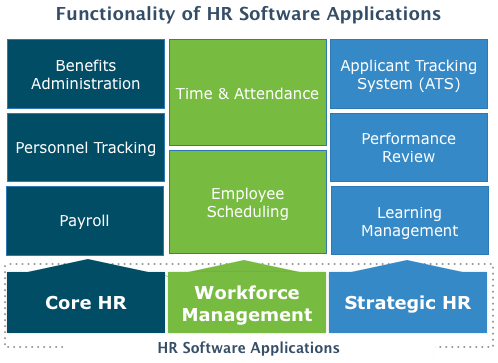 Functionality of HR Software Applications
Benefits
Administration
Time & Attendance
Applicant Tracking
System (ATS)
Personnel Tracking
Performance
Review
Employee
Scheduling
Payroll
Learning
Management
Core HR
Workforce
Management
Strategic HR
HR Software Applications